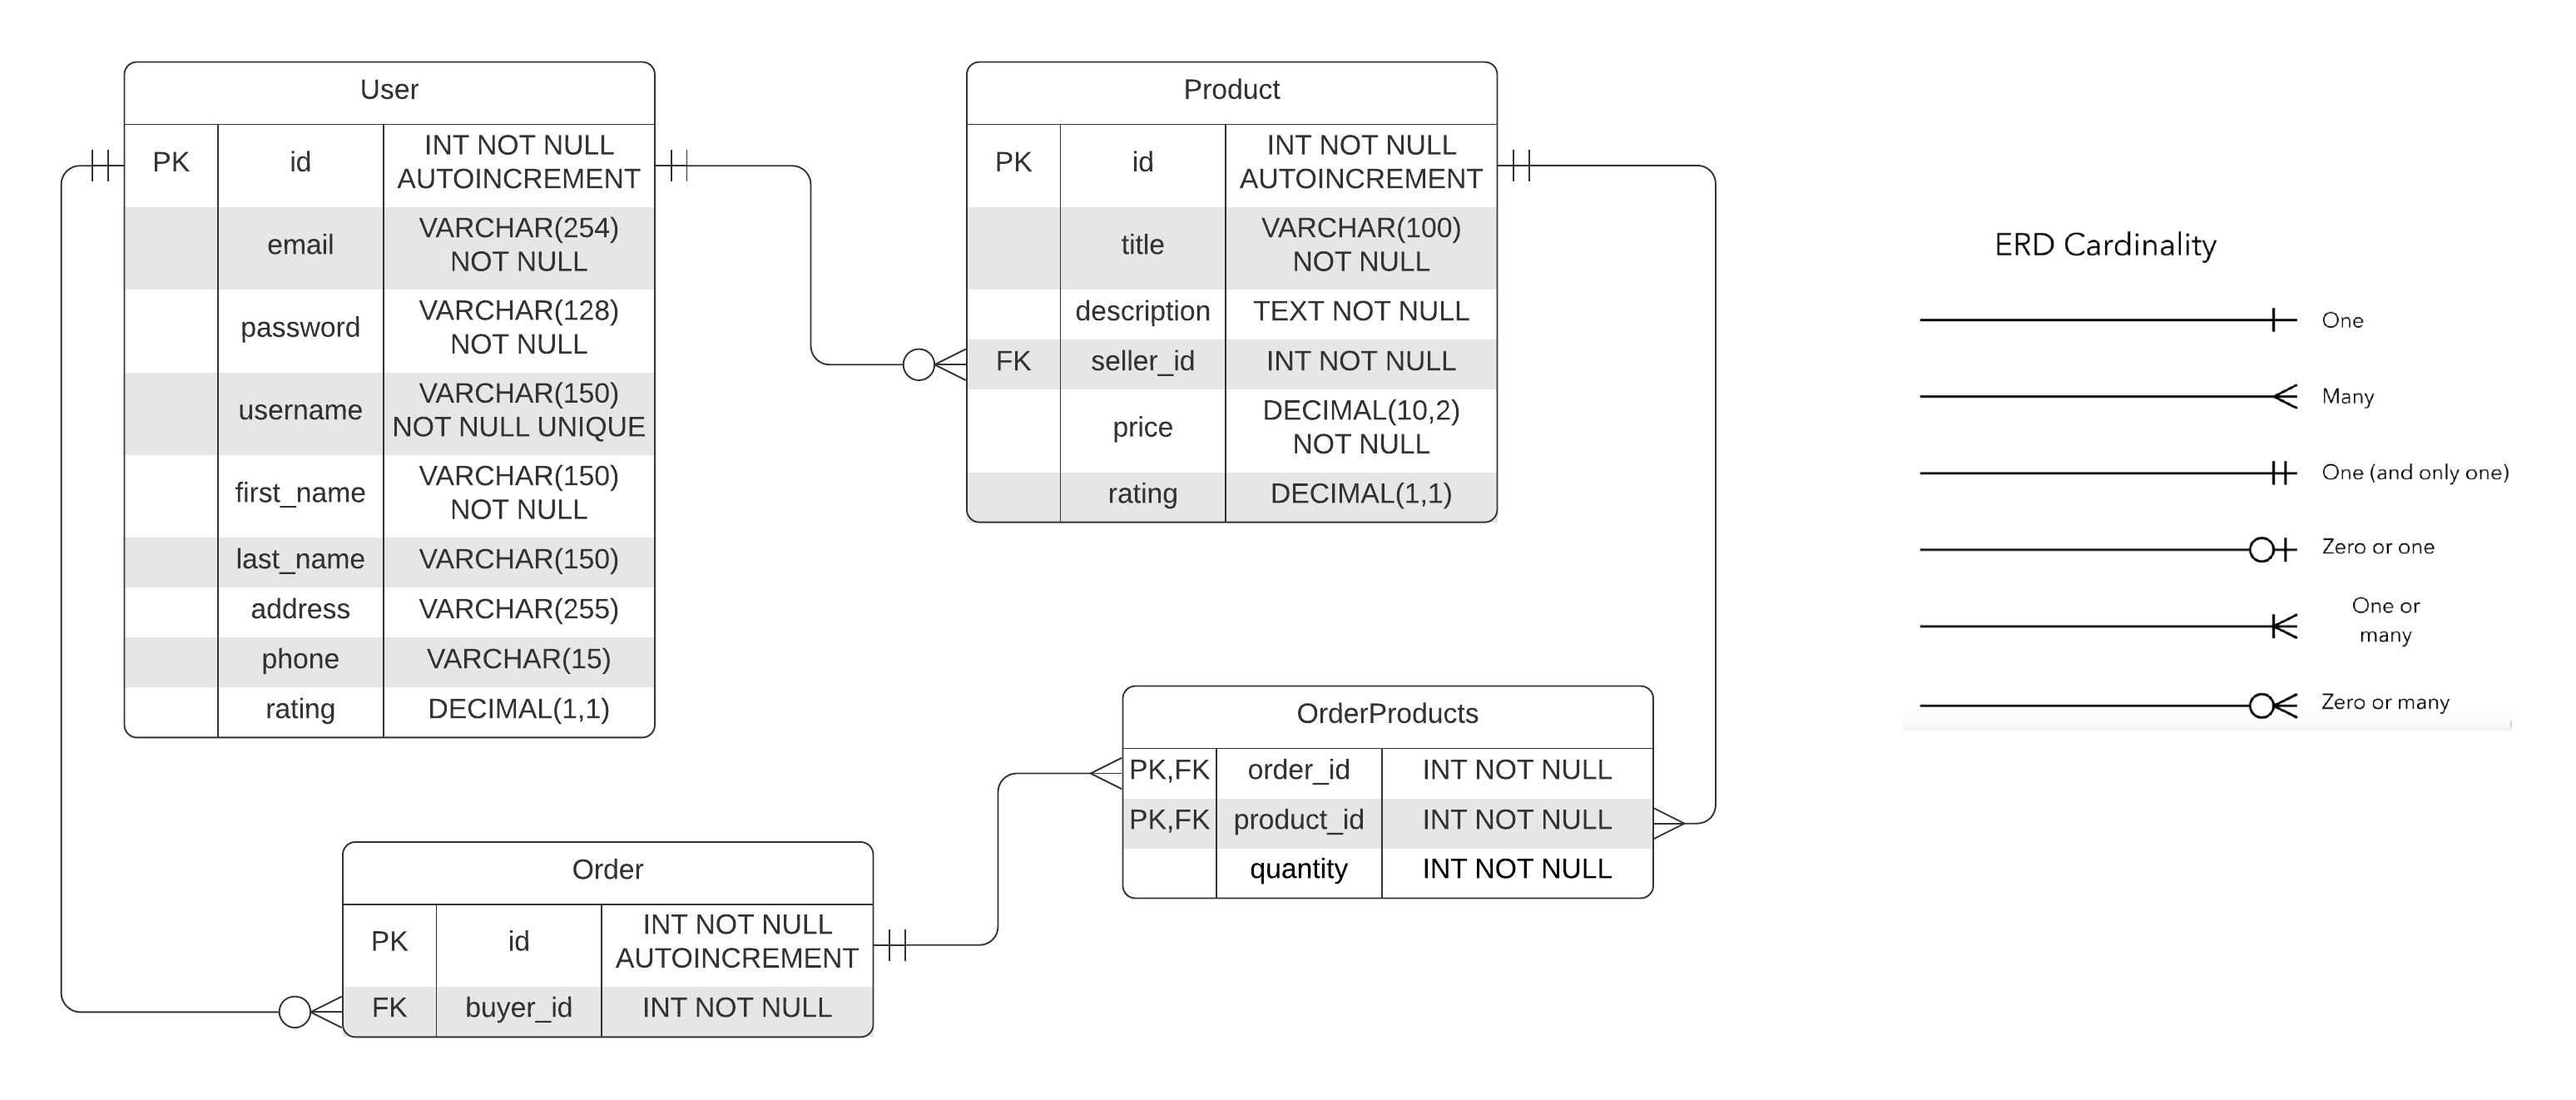 User
PK id INT NOT NULL
AUTOINCREMENT
email VARCHAR(254)
NOT NULL
password VARCHAR(128)
NOT NULL
username VARCHAR(150)
NOT NULL UNIQUE
first_name VARCHAR(150)
NOT NULL
last_name VARCHAR(150)
address VARCHAR(255)
phone VARCHAR(15)
rating DECIMAL(1,1)
Product
PK id INT NOT NULL
AUTOINCREMENT
title VARCHAR(100)
NOT NULL
description TEXT NOT NULL
FK seller_id INT NOT NULL
price DECIMAL(10,2)
NOT NULL
rating DECIMAL(1,1)
Order
PK id INT NOT NULL
AUTOINCREMENT
FK buyer_id INT NOT NULL
OrderProducts
PK,FK order_id INT NOT NULL
PK,FK product_id INT NOT NULL
quantity INT NOT NULL
ERD Cardinality
One
Many
One (and only one)
Zero or one
One or
many
Zero or many